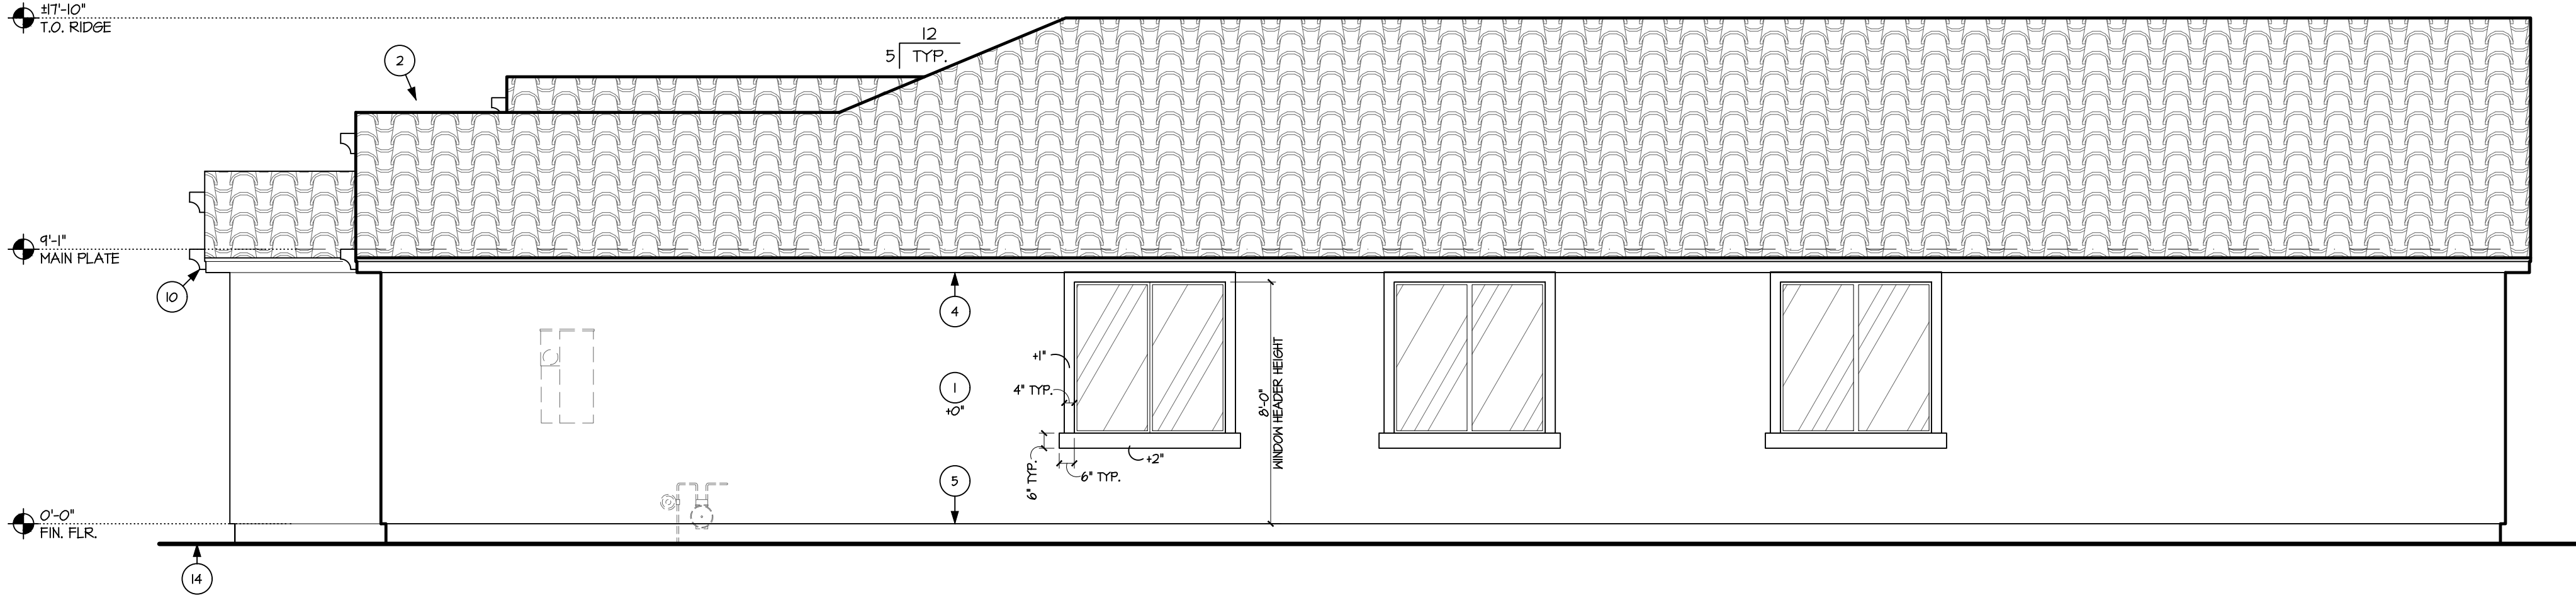 ±17'-10"
T.O. RIDGE
2
12
5
TYP.
9'-1"
MAIN PLATE
10
4
+1"
4" TYP.
1
+0"
8'-0"
WINDOW HEADER HEIGHT
+2"
6" TYP.
6" TYP.
5
0'-0"
FIN. FLR.
14